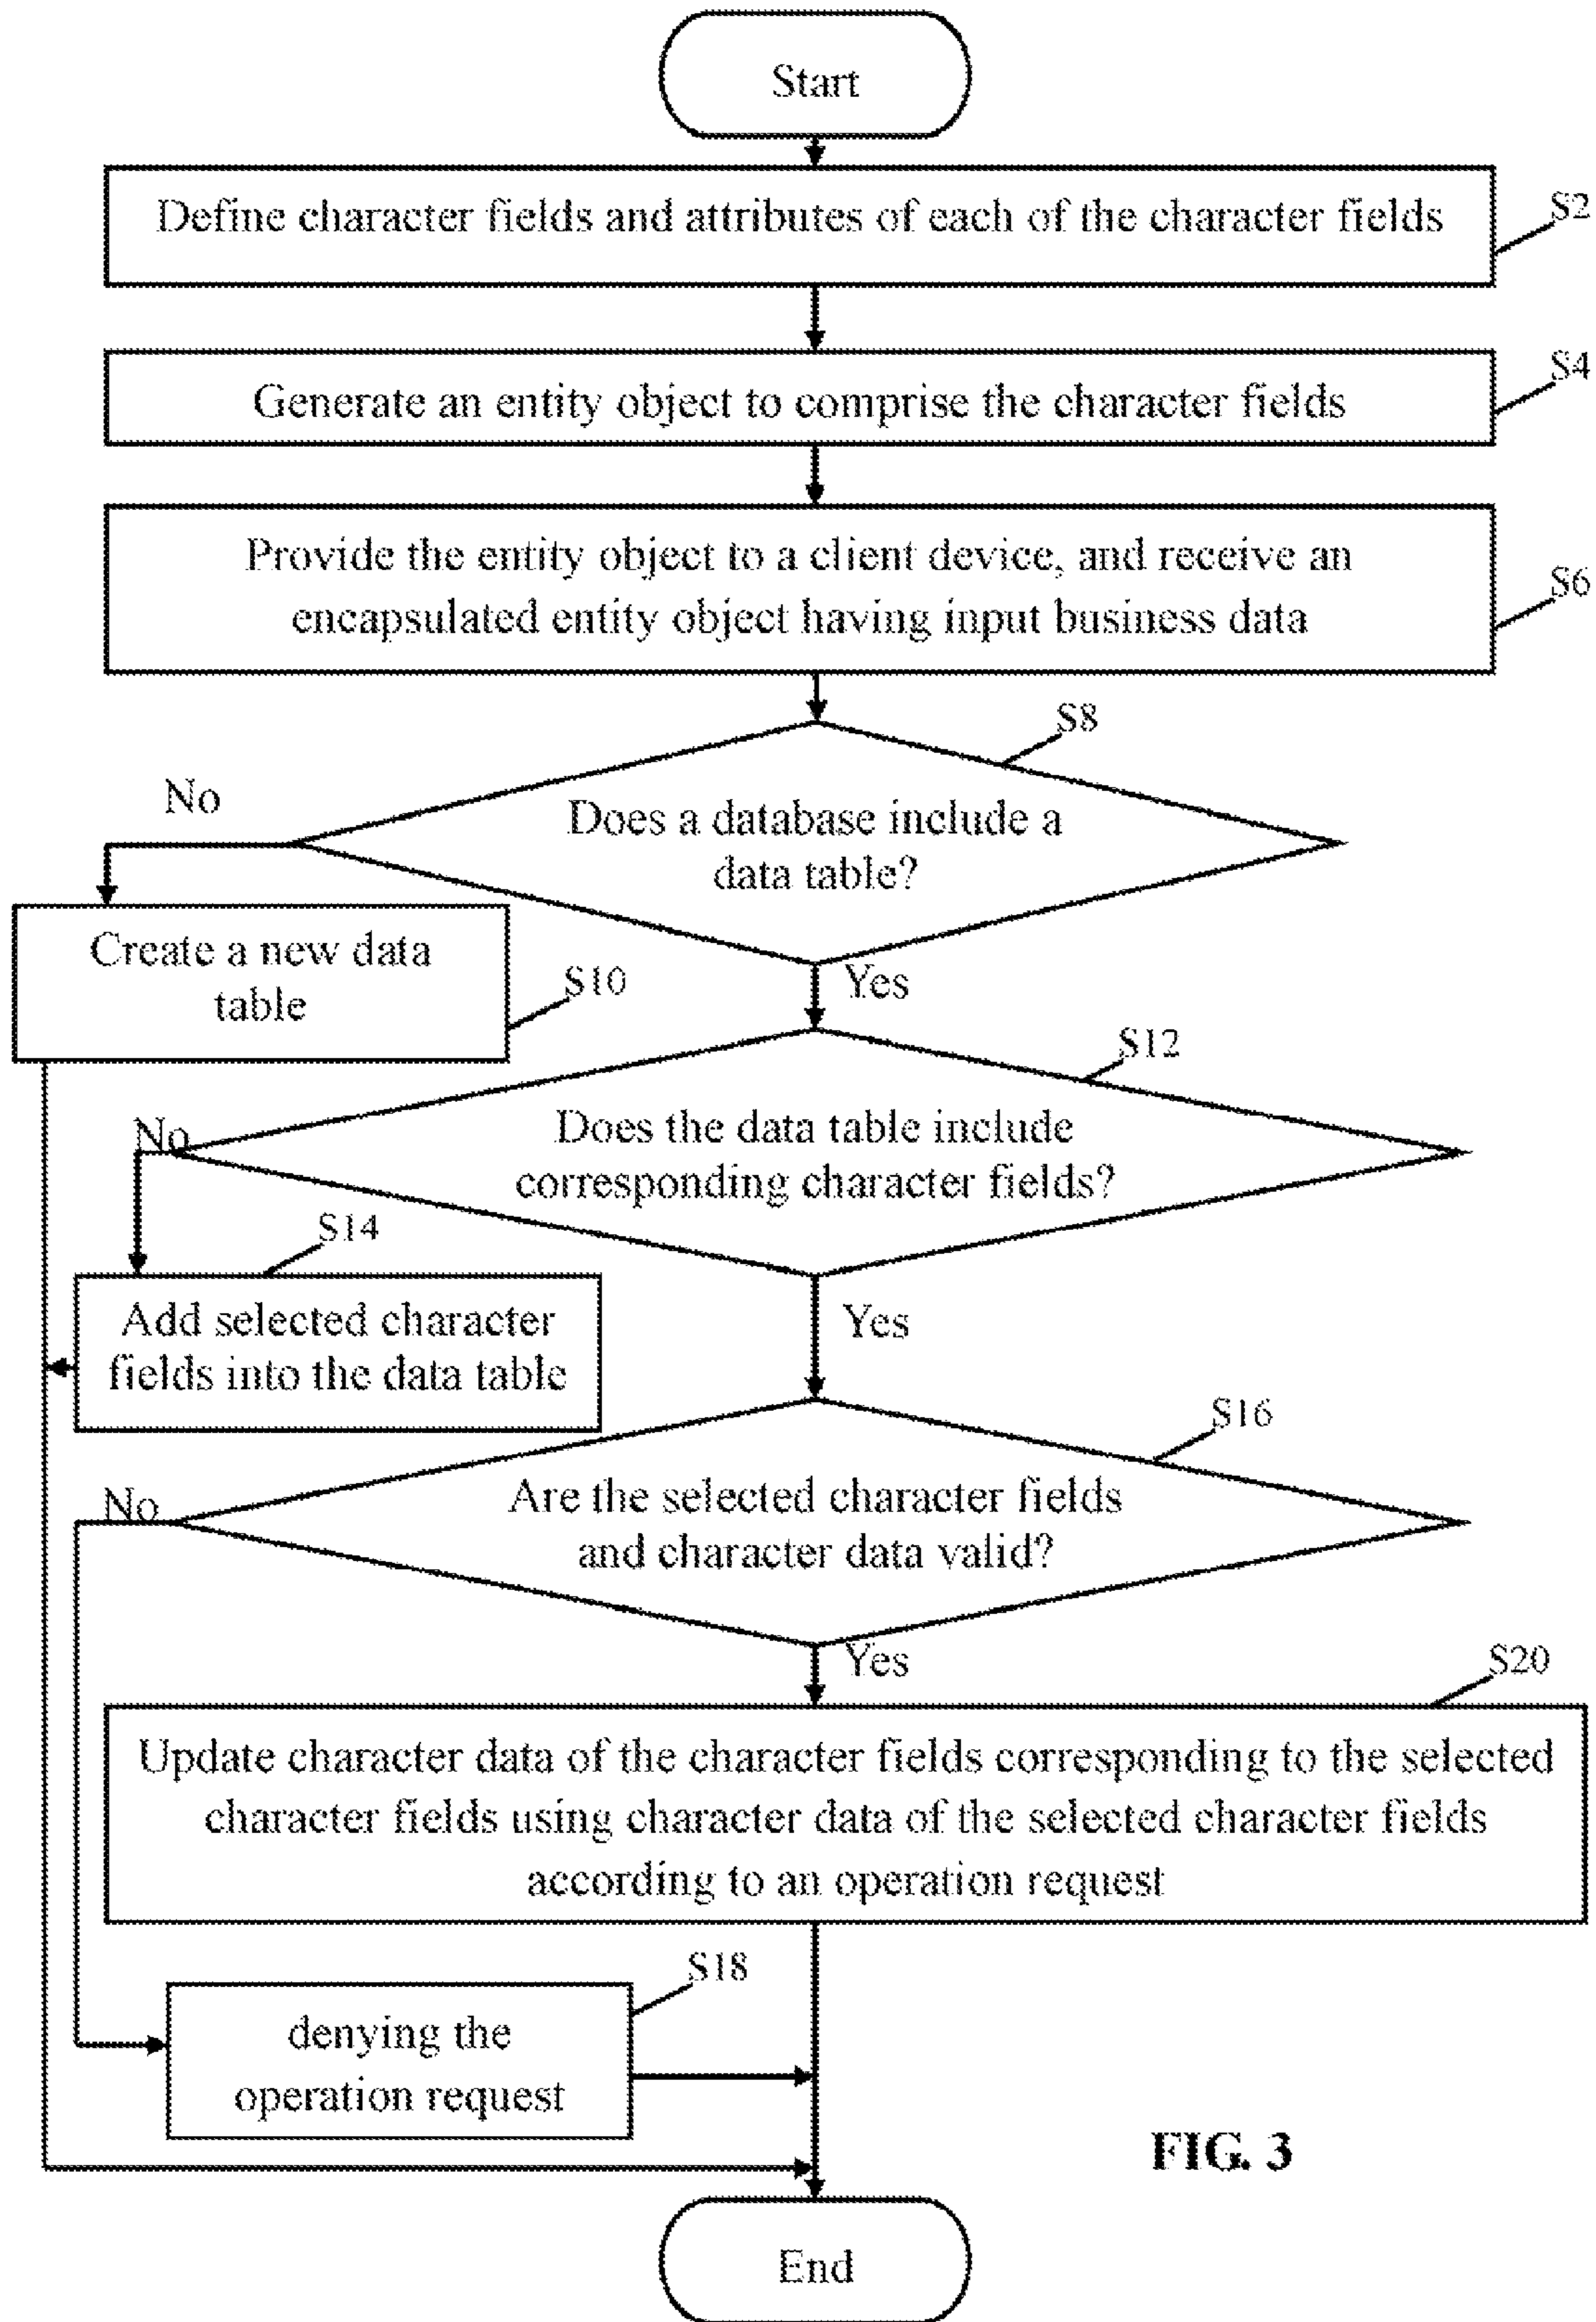 Start
Define character fields and attributes of each of the character fields
S2
Generate an entity object to comprise the character fields
S4
Provide the entity object to a client device, and receive an
encapsulated entity object having input business data
S6
S8
No
Does a database include a
data table?
Create a new data
table
S10
Yes
S12
No
Does the data table include
corresponding character fields?
S14
Add selected character
fields into the data table
Yes
S16
No
Are the selected character fields
and character data valid?
Yes
S20
Update character data of the character fields corresponding to the selected
character fields using character data of the selected character fields
according to an operation request
S18
denying the
operation request
FIG. 3
End